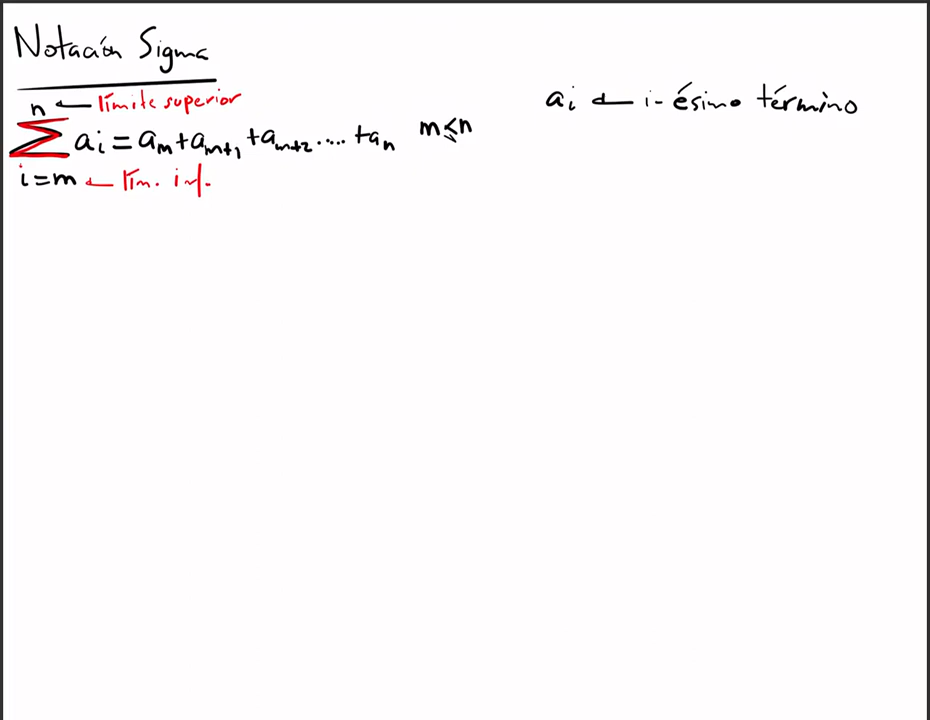 Notación Sigma
n ← límite superior
∑ aᵢ = aₘ + aₘ₊₁ + aₘ₊₂ .... + aₙ m ≤ n
i = m ← lím. inf.
aᵢ ← i-ésimo término